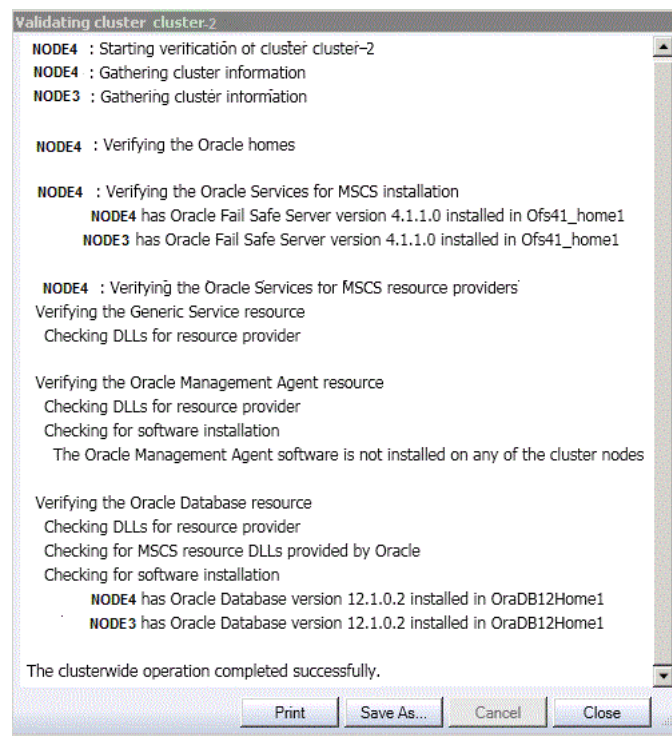 Validating cluster cluster-2
NODE4 : Starting verification of cluster cluster-2
NODE4 : Gathering cluster information
NODE3 : Gathering cluster information
NODE4 : Verifying the Oracle homes
NODE4 : Verifying the Oracle Services for MSCS installation
NODE4 has Oracle Fail Safe Server version 4.1.1.0 installed in Ofs41_home1
NODE3 has Oracle Fail Safe Server version 4.1.1.0 installed in Ofs41_home1
NODE4 : Verifying the Oracle Services for MSCS resource providers
Verifying the Generic Service resource
Checking DLLs for resource provider
Verifying the Oracle Management Agent resource
Checking DLLs for resource provider
Checking for software installation
The Oracle Management Agent software is not installed on any of the cluster nodes
Verifying the Oracle Database resource
Checking DLLs for resource provider
Checking for MSCS resource DLLs provided by Oracle
Checking for software installation
NODE4 has Oracle Database version 12.1.0.2 installed in OraDB12Home1
NODE3 has Oracle Database version 12.1.0.2 installed in OraDB12Home1
The clusterwide operation completed successfully.
Print Save As... Cancel Close